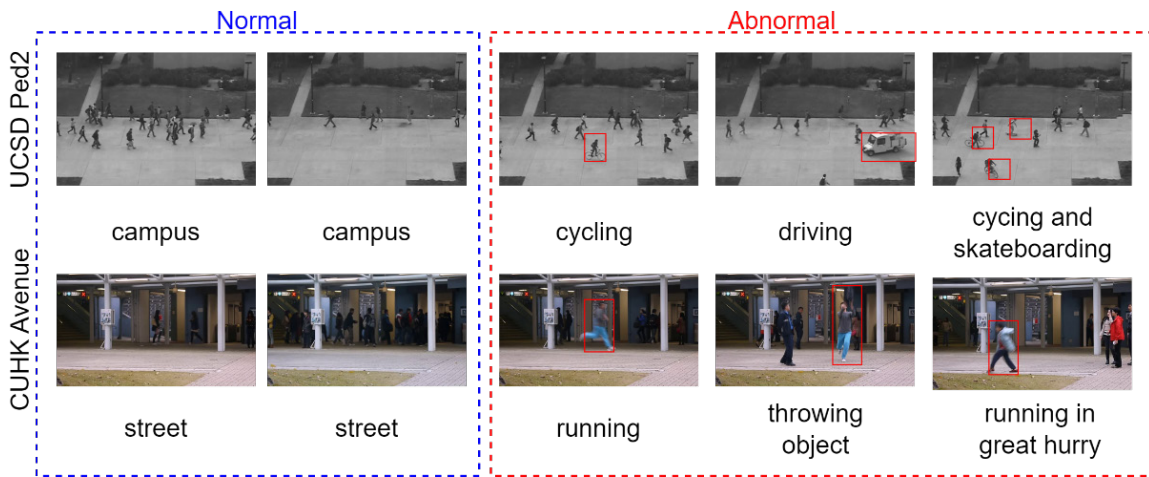 Normal
Abnormal
UCSD Ped2
campus
campus
cycling
driving
cycing and
skateboarding
CUHK Avenue
street
street
running
throwing
object
running in
great hurry